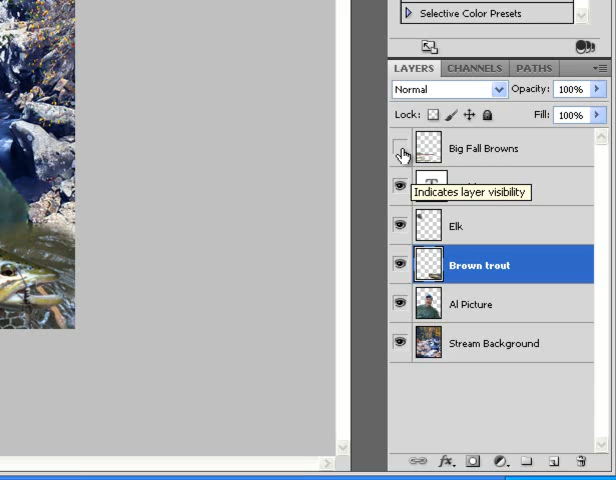 Selective Color Presets
LAYERS CHANNELS PATHS
Normal Opacity: 100%
Lock: Fill: 100%
Big Fall Browns
Indicates layer visibility
Elk
Brown trout
Al Picture
Stream Background
fx.